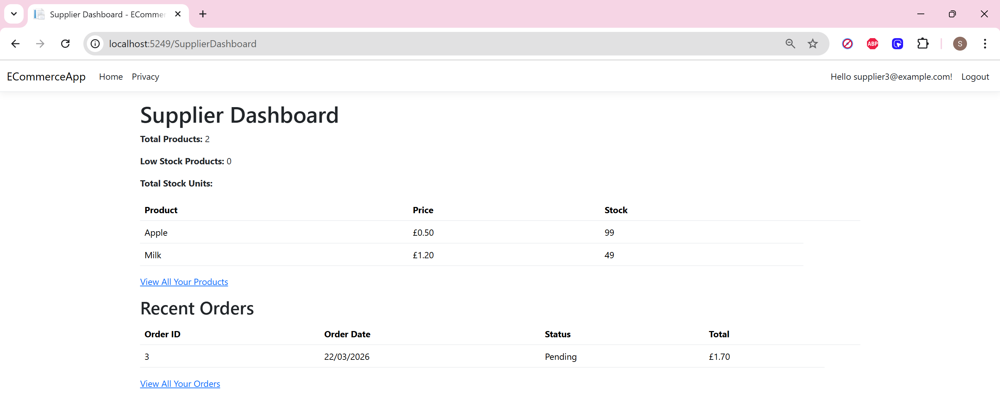 Supplier Dashboard - ECommer
localhost:5249/SupplierDashboard
ABP
S
ECommerceApp Home Privacy Hello supplier3@example.com! Logout
Supplier Dashboard
Total Products: 2
Low Stock Products: 0
Total Stock Units:
Product Price Stock
Apple £0.50 99
Milk £1.20 49
View All Your Products
Recent Orders
Order ID Order Date Status Total
3 22/03/2026 Pending £1.70
View All Your Orders